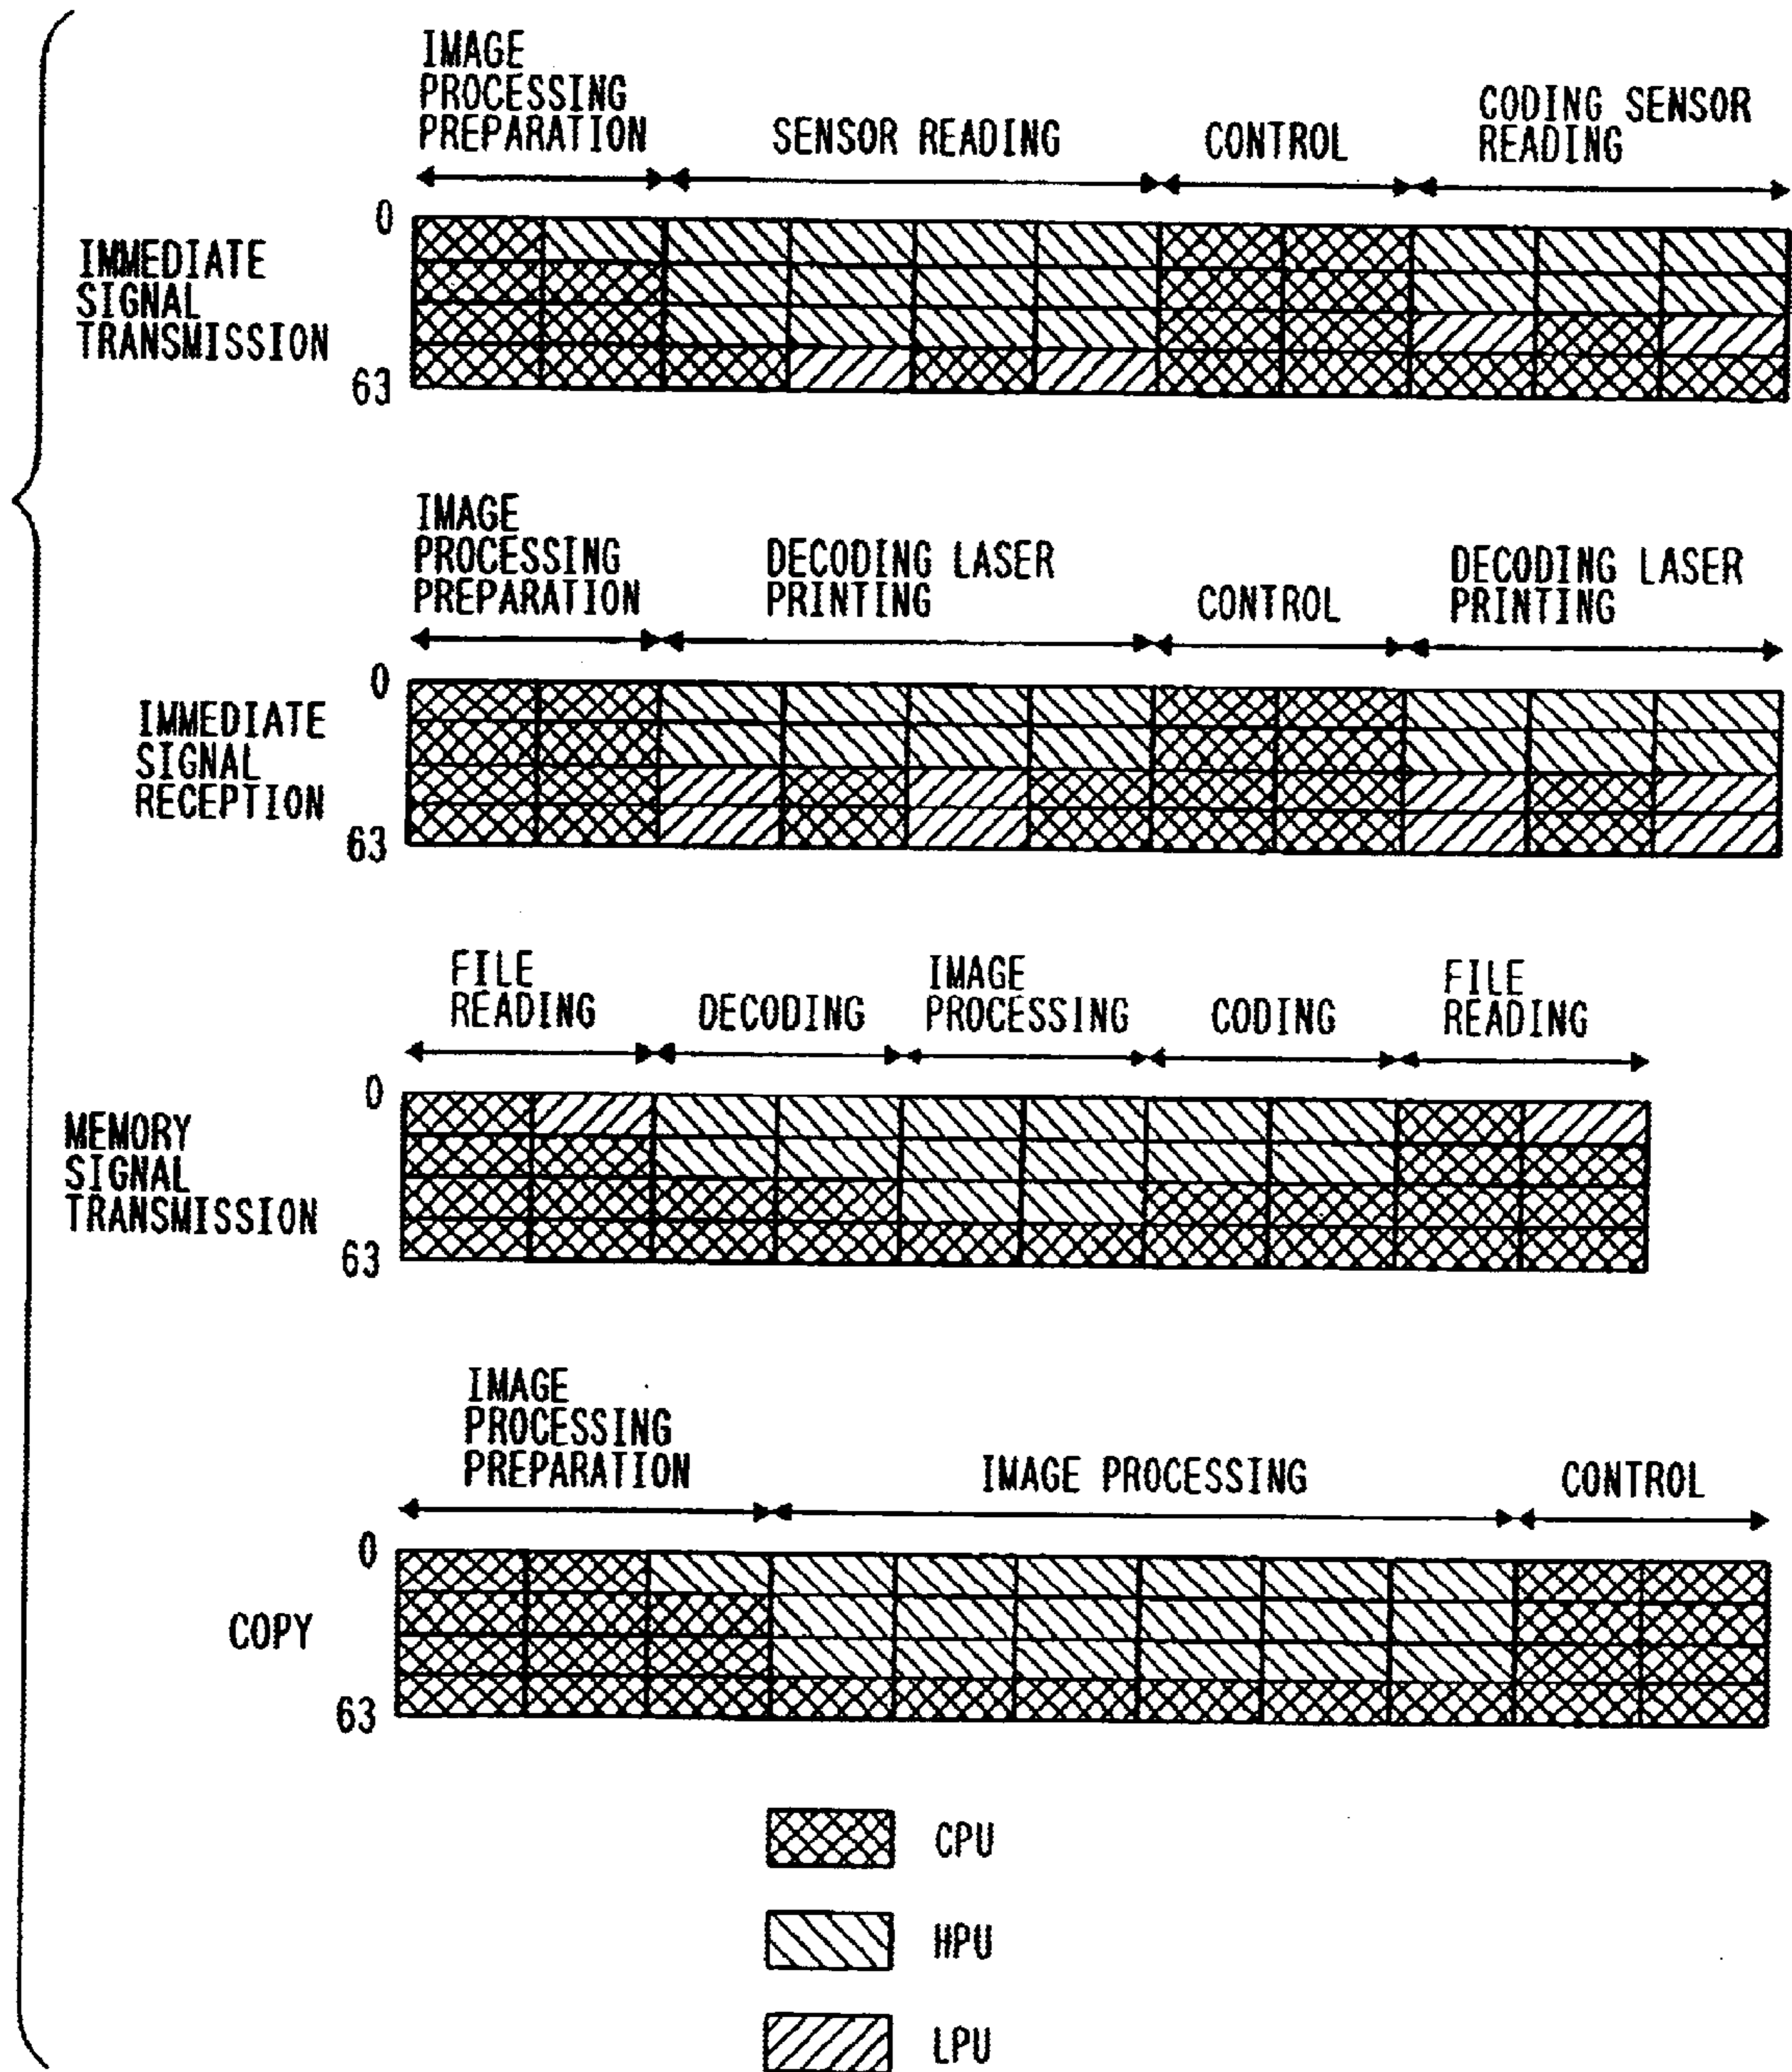 IMAGE
PROCESSING
PREPARATION
SENSOR READING
CONTROL
CODING SENSOR
READING
0
IMMEDIATE
SIGNAL
TRANSMISSION
63
IMAGE
PROCESSING
PREPARATION
DECODING LASER
PRINTING
CONTROL
DECODING LASER
PRINTING
0
IMMEDIATE
SIGNAL
RECEPTION
63
FILE
READING
DECODING
IMAGE
PROCESSING
CODING
FILE
READING
0
MEMORY
SIGNAL
TRANSMISSION
63
IMAGE
PROCESSING
PREPARATION
IMAGE PROCESSING
CONTROL
0
COPY
63
CPU
HPU
LPU